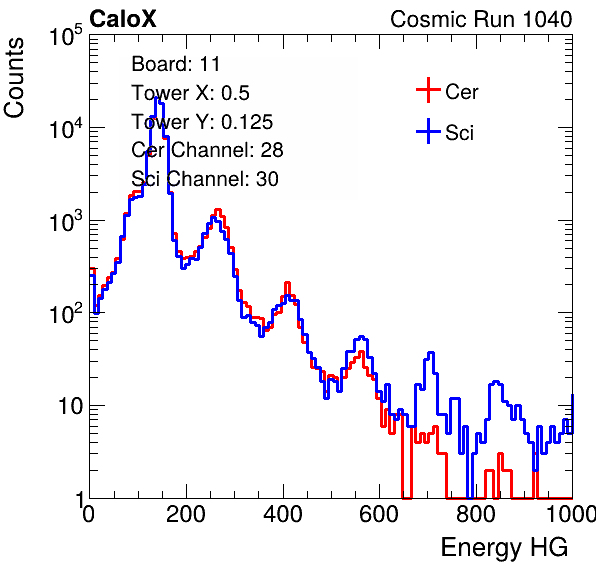 CaloX Cosmic Run 1040
Counts
10^5
10^4
10^3
10^2
10
1
Board: 11
Tower X: 0.5
Tower Y: 0.125
Cer Channel: 28
Sci Channel: 30
Cer
Sci
0 200 400 600 800 1000
Energy HG